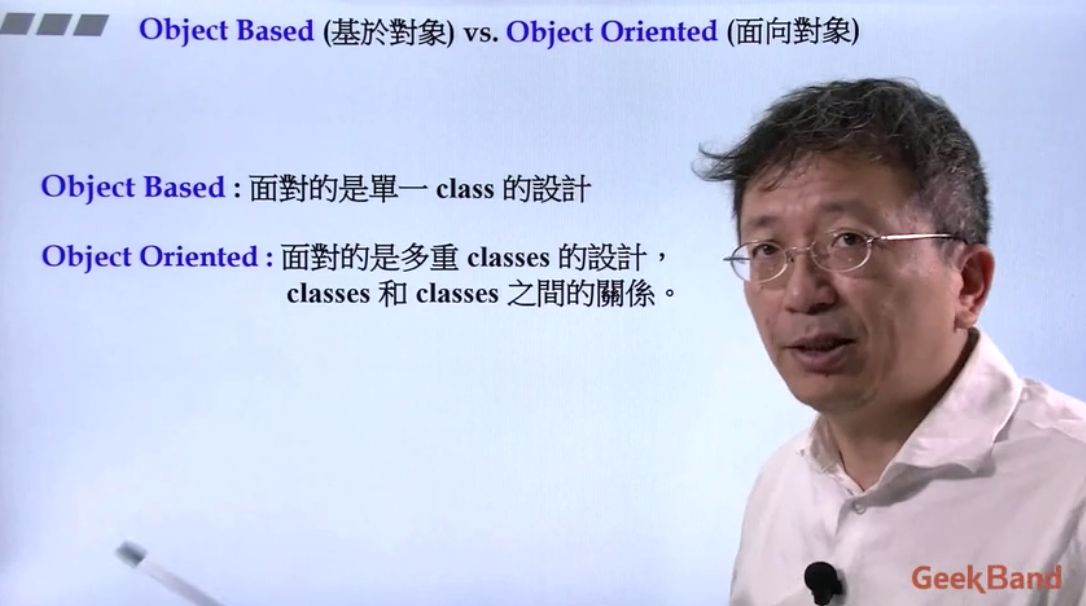 Object Based (基於對象) vs. Object Oriented (面向對象)
Object Based : 面對的是單一 class 的設計
Object Oriented : 面對的是多重 classes 的設計，
classes 和 classes 之間的關係。
GeekBand